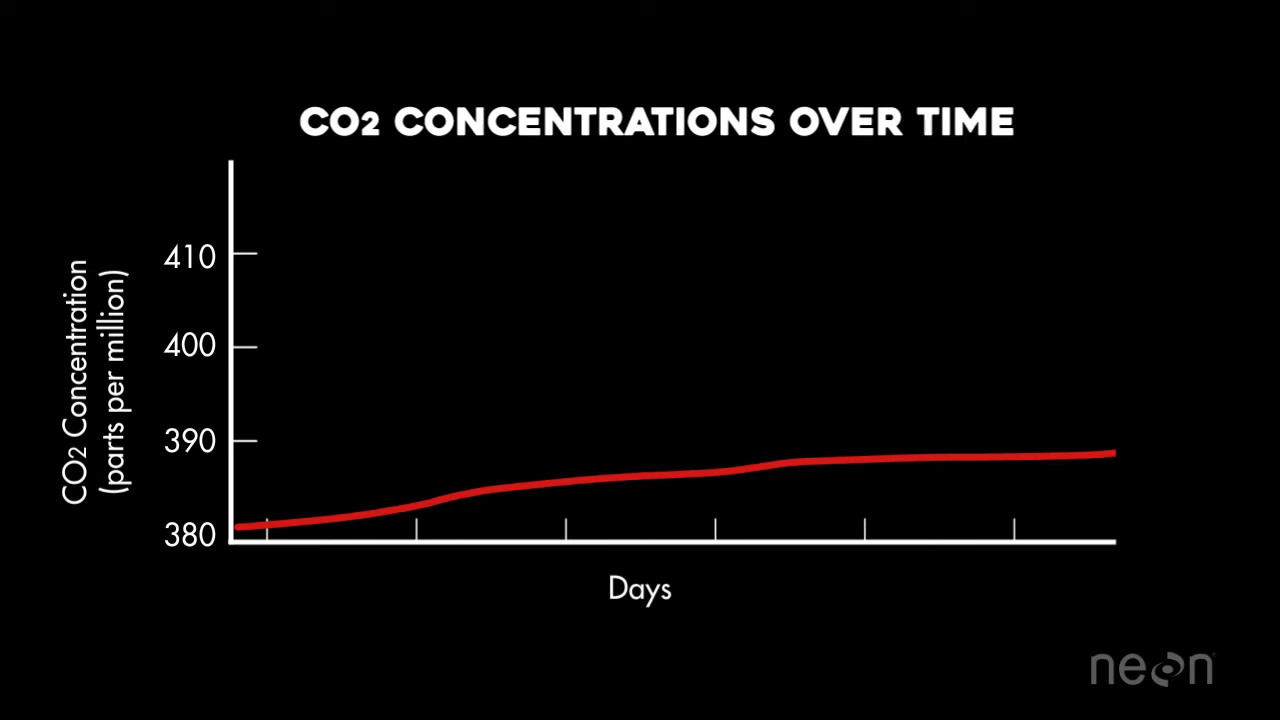 CO2 CONCENTRATIONS OVER TIME
CO2 Concentration
(parts per million)
410
400
390
380
Days
neon